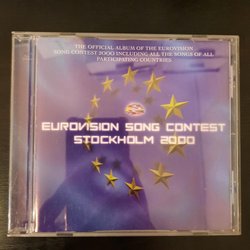 THE OFFICIAL ALBUM OF THE EUROVISION
SONG CONTEST 2000 INCLUDING ALL THE SONGS OF ALL
PARTICIPATING COUNTRIES
EUROVISION SONG CONTEST
STOCKHOLM 2000